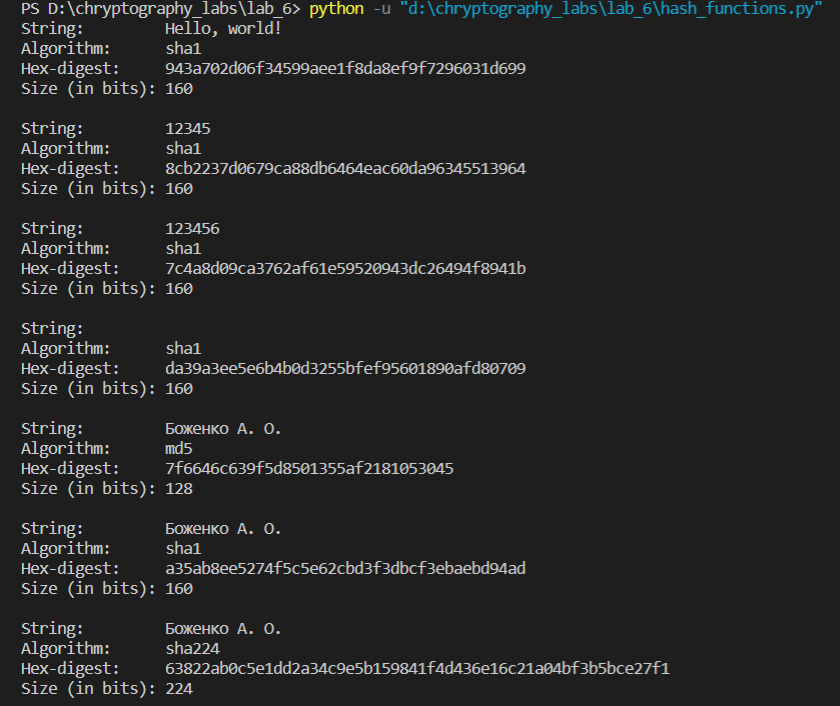 PS D:\chryptography_labs\lab_6> python -u "d:\chryptography_labs\lab_6\hash_functions.py"
String: Hello, world!
Algorithm: sha1
Hex-digest: 943a702d06f34599aee1f8da8ef9f7296031d699
Size (in bits): 160
String: 12345
Algorithm: sha1
Hex-digest: 8cb2237d0679ca88db6464eac60da96345513964
Size (in bits): 160
String: 123456
Algorithm: sha1
Hex-digest: 7c4a8d09ca3762af61e59520943dc26494f8941b
Size (in bits): 160
String:
Algorithm: sha1
Hex-digest: da39a3ee5e6b4b0d3255bfef95601890afd80709
Size (in bits): 160
String: Боженко А. О.
Algorithm: md5
Hex-digest: 7f6646c639f5d8501355af2181053045
Size (in bits): 128
String: Боженко А. О.
Algorithm: sha1
Hex-digest: a35ab8ee5274f5c5e62cbd3f3dbcf3ebaebd94ad
Size (in bits): 160
String: Боженко А. О.
Algorithm: sha224
Hex-digest: 63822ab0c5e1dd2a34c9e5b159841f4d436e16c21a04bf3b5bce27f1
Size (in bits): 224